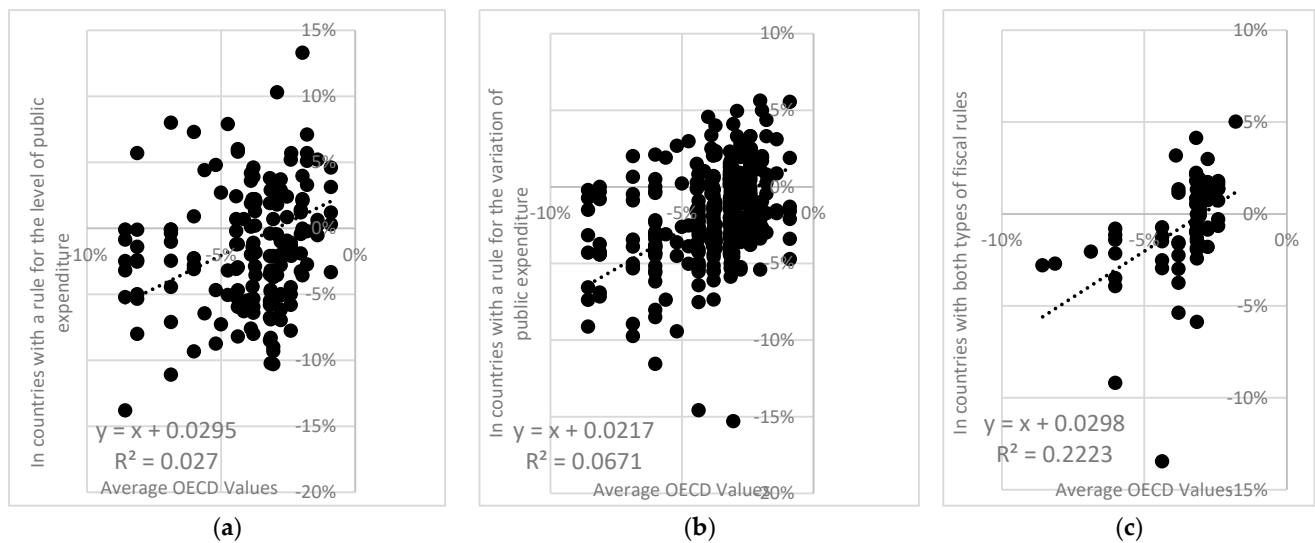 In countries with a rule for the level of public
expenditure
15%
10%
5%
0%
-10%
-5%
0%
-5%
-10%
-15%
-20%
y = x + 0.0295
R² = 0.027
Average OECD Values
(a)
In countries with a rule for the variation of
public expenditure
10%
5%
0%
-10%
-5%
0%
-5%
-10%
-15%
-20%
y = x + 0.0217
R² = 0.0671
Average OECD Values
(b)
In countries with both types of fiscal rules
10%
5%
0%
-10%
-5%
0%
-5%
-10%
-15%
y = x + 0.0298
R² = 0.2223
Average OECD Values
(c)